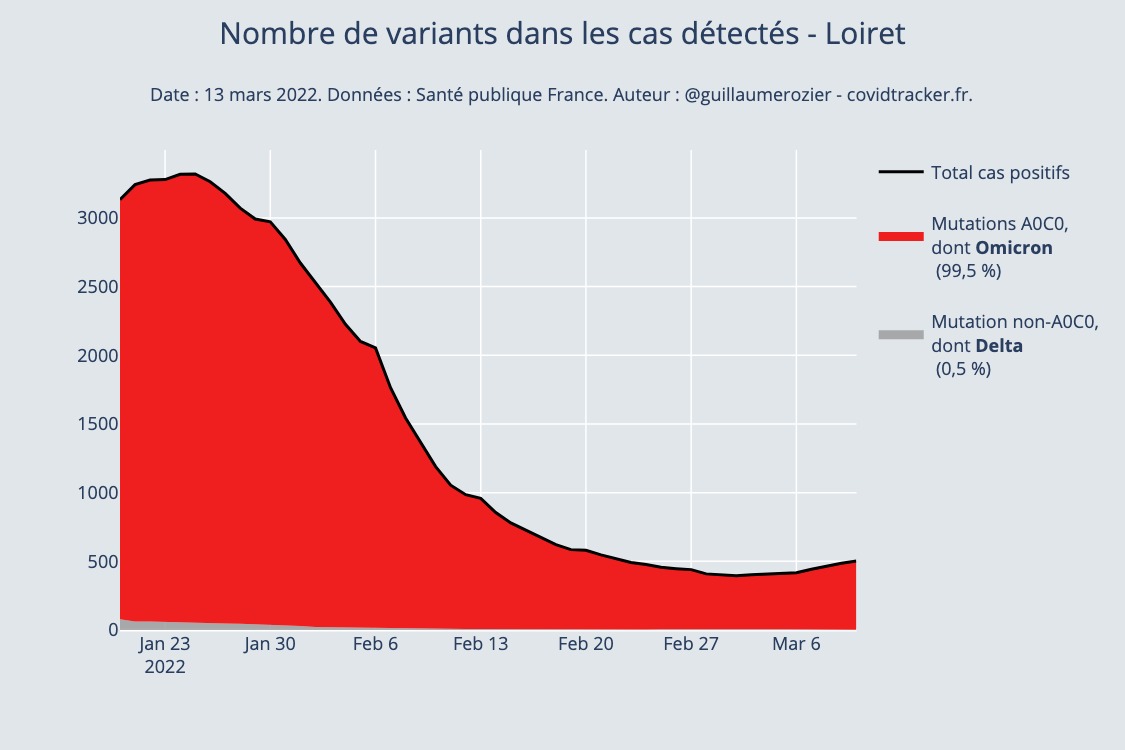 Nombre de variants dans les cas détectés - Loiret
Date : 13 mars 2022. Données : Santé publique France. Auteur : @guillaumerozier - covidtracker.fr.
Total cas positifs
Mutations A0C0,
dont Omicron
(99,5 %)
Mutation non-A0C0,
dont Delta
(0,5 %)
3000
2500
2000
1500
1000
500
0
Jan 23 Jan 30 Feb 6 Feb 13 Feb 20 Feb 27 Mar 6
2022